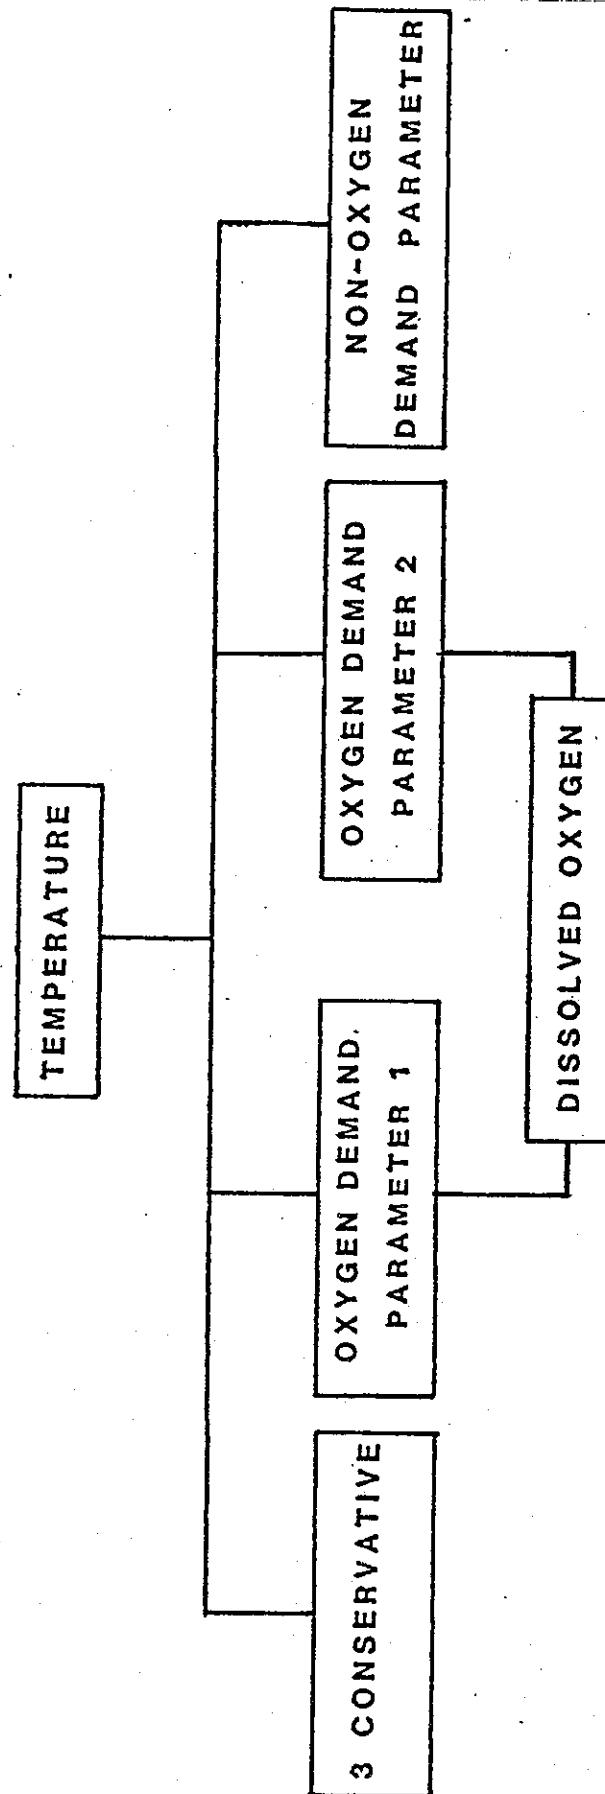 TEMPERATURE
3 CONSERVATIVE
OXYGEN DEMAND.
PARAMETER 1
OXYGEN DEMAND
PARAMETER 2
NON-OXYGEN
DEMAND PARAMETER
DISSOLVED OXYGEN